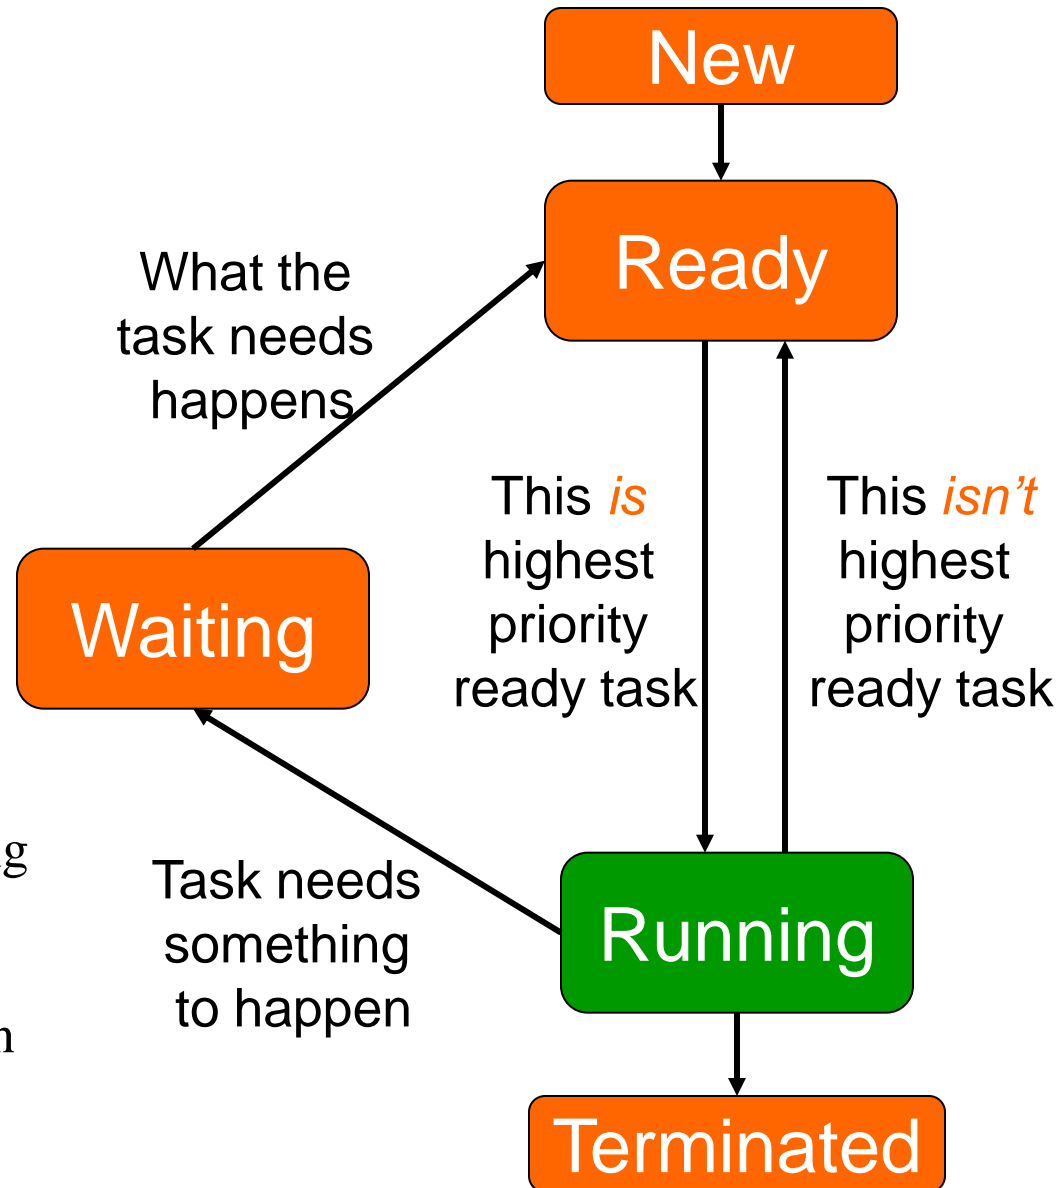 New
Ready
What the
task needs
happens
This is
highest
priority
ready task
This isn’t
highest
priority
ready task
Waiting
Task needs
something
to happen
Running
Terminated